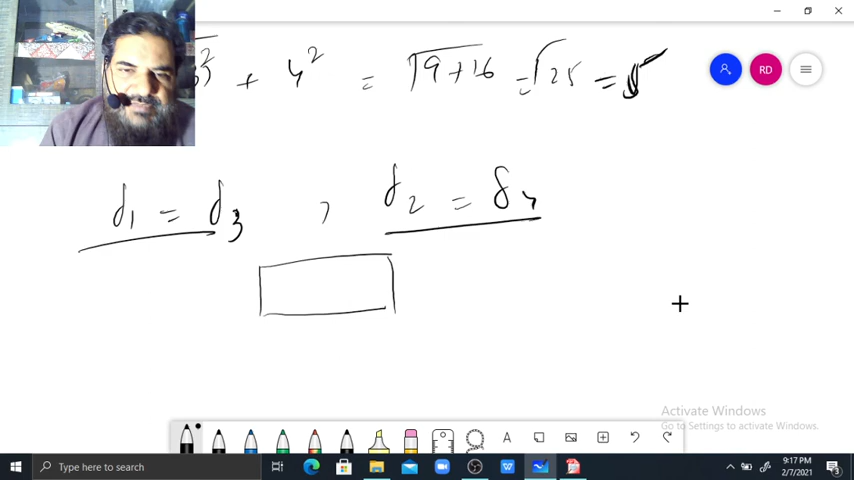 3² + 4² = √9+16 = √25 = 5
RD
d₁ = d₃ , d₂ = d₄
Activate Windows
Go to Settings to activate Windows.
A
Type here to search
W
9:17 PM
2/7/2021
3